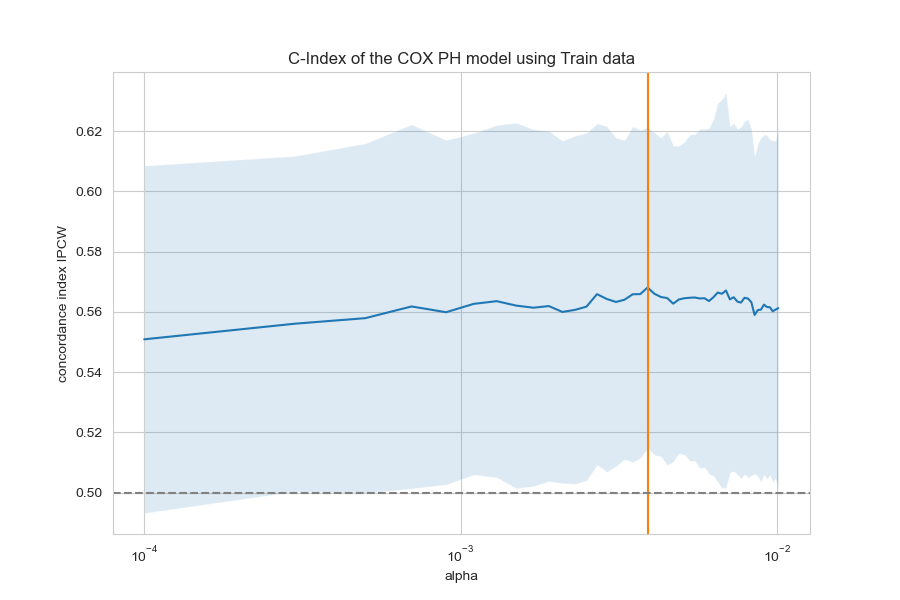 C-Index of the COX PH model using Train data
concordance index IPCW
0.62
0.60
0.58
0.56
0.54
0.52
0.50
10⁻⁴ 10⁻³ 10⁻²
alpha